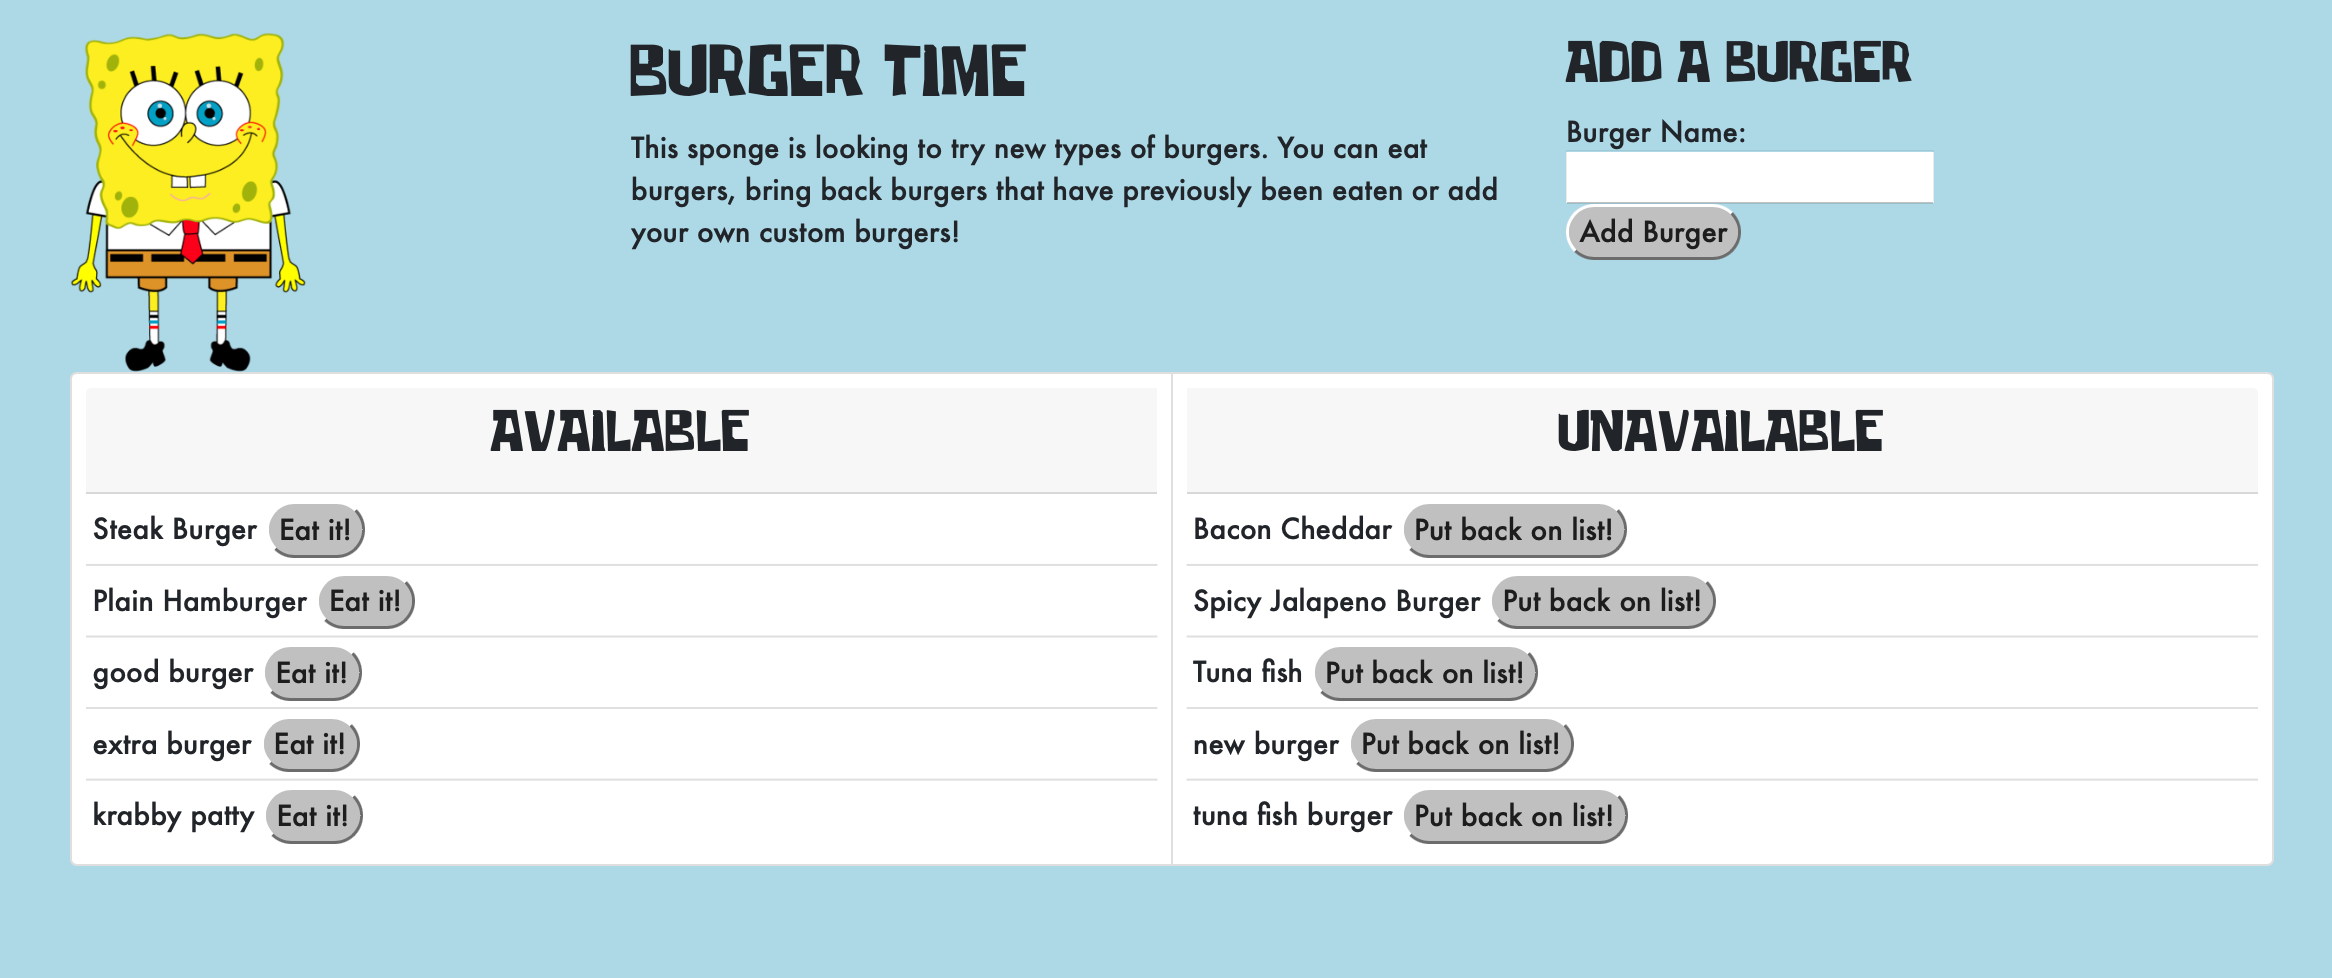 BURGER TIME
This sponge is looking to try new types of burgers. You can eat
burgers, bring back burgers that have previously been eaten or add
your own custom burgers!
ADD A BURGER
Burger Name:
Add Burger
AVAILABLE
Steak Burger Eat it!
Plain Hamburger Eat it!
good burger Eat it!
extra burger Eat it!
krabby patty Eat it!
UNAVAILABLE
Bacon Cheddar Put back on list!
Spicy Jalapeno Burger Put back on list!
Tuna fish Put back on list!
new burger Put back on list!
tuna fish burger Put back on list!